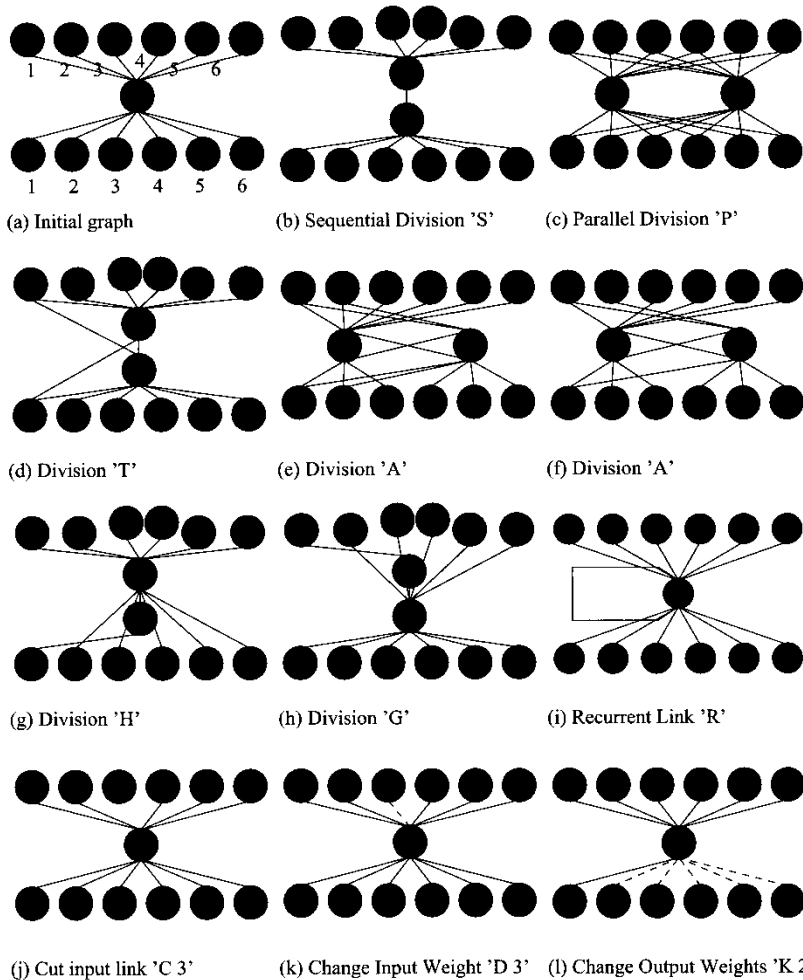 1 2 3 4 5 6
1 2 3 4 5 6
(a) Initial graph
(b) Sequential Division 'S'
(c) Parallel Division 'P'
(d) Division 'T'
(e) Division 'A'
(f) Division 'A'
(g) Division 'H'
(h) Division 'G'
(i) Recurrent Link 'R'
(j) Cut input link 'C 3'
(k) Change Input Weight 'D 3'
(l) Change Output Weights 'K